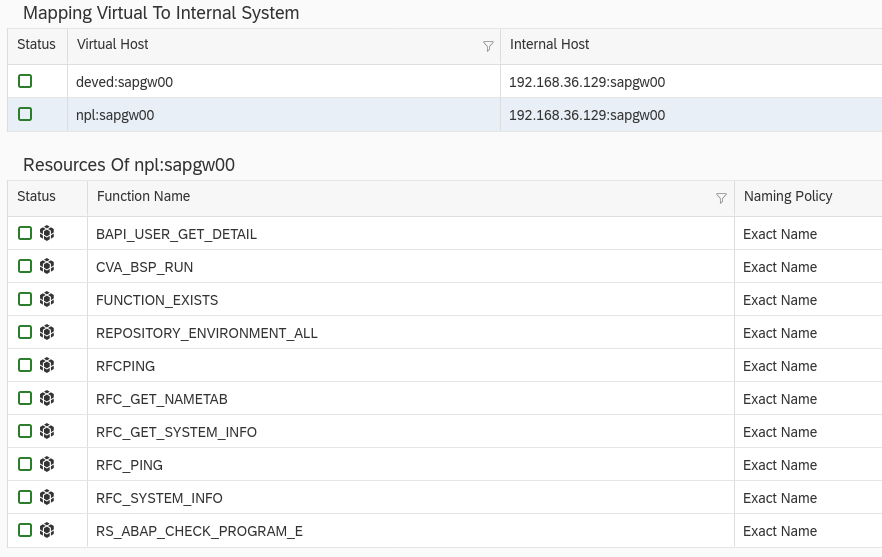 Mapping Virtual To Internal System
Status Virtual Host Internal Host
deved:sapgw00 192.168.36.129:sapgw00
npl:sapgw00 192.168.36.129:sapgw00
Resources Of npl:sapgw00
Status Function Name Naming Policy
BAPI_USER_GET_DETAIL Exact Name
CVA_BSP_RUN Exact Name
FUNCTION_EXISTS Exact Name
REPOSITORY_ENVIRONMENT_ALL Exact Name
RFCPING Exact Name
RFC_GET_NAMETAB Exact Name
RFC_GET_SYSTEM_INFO Exact Name
RFC_PING Exact Name
RFC_SYSTEM_INFO Exact Name
RS_ABAP_CHECK_PROGRAM_E Exact Name